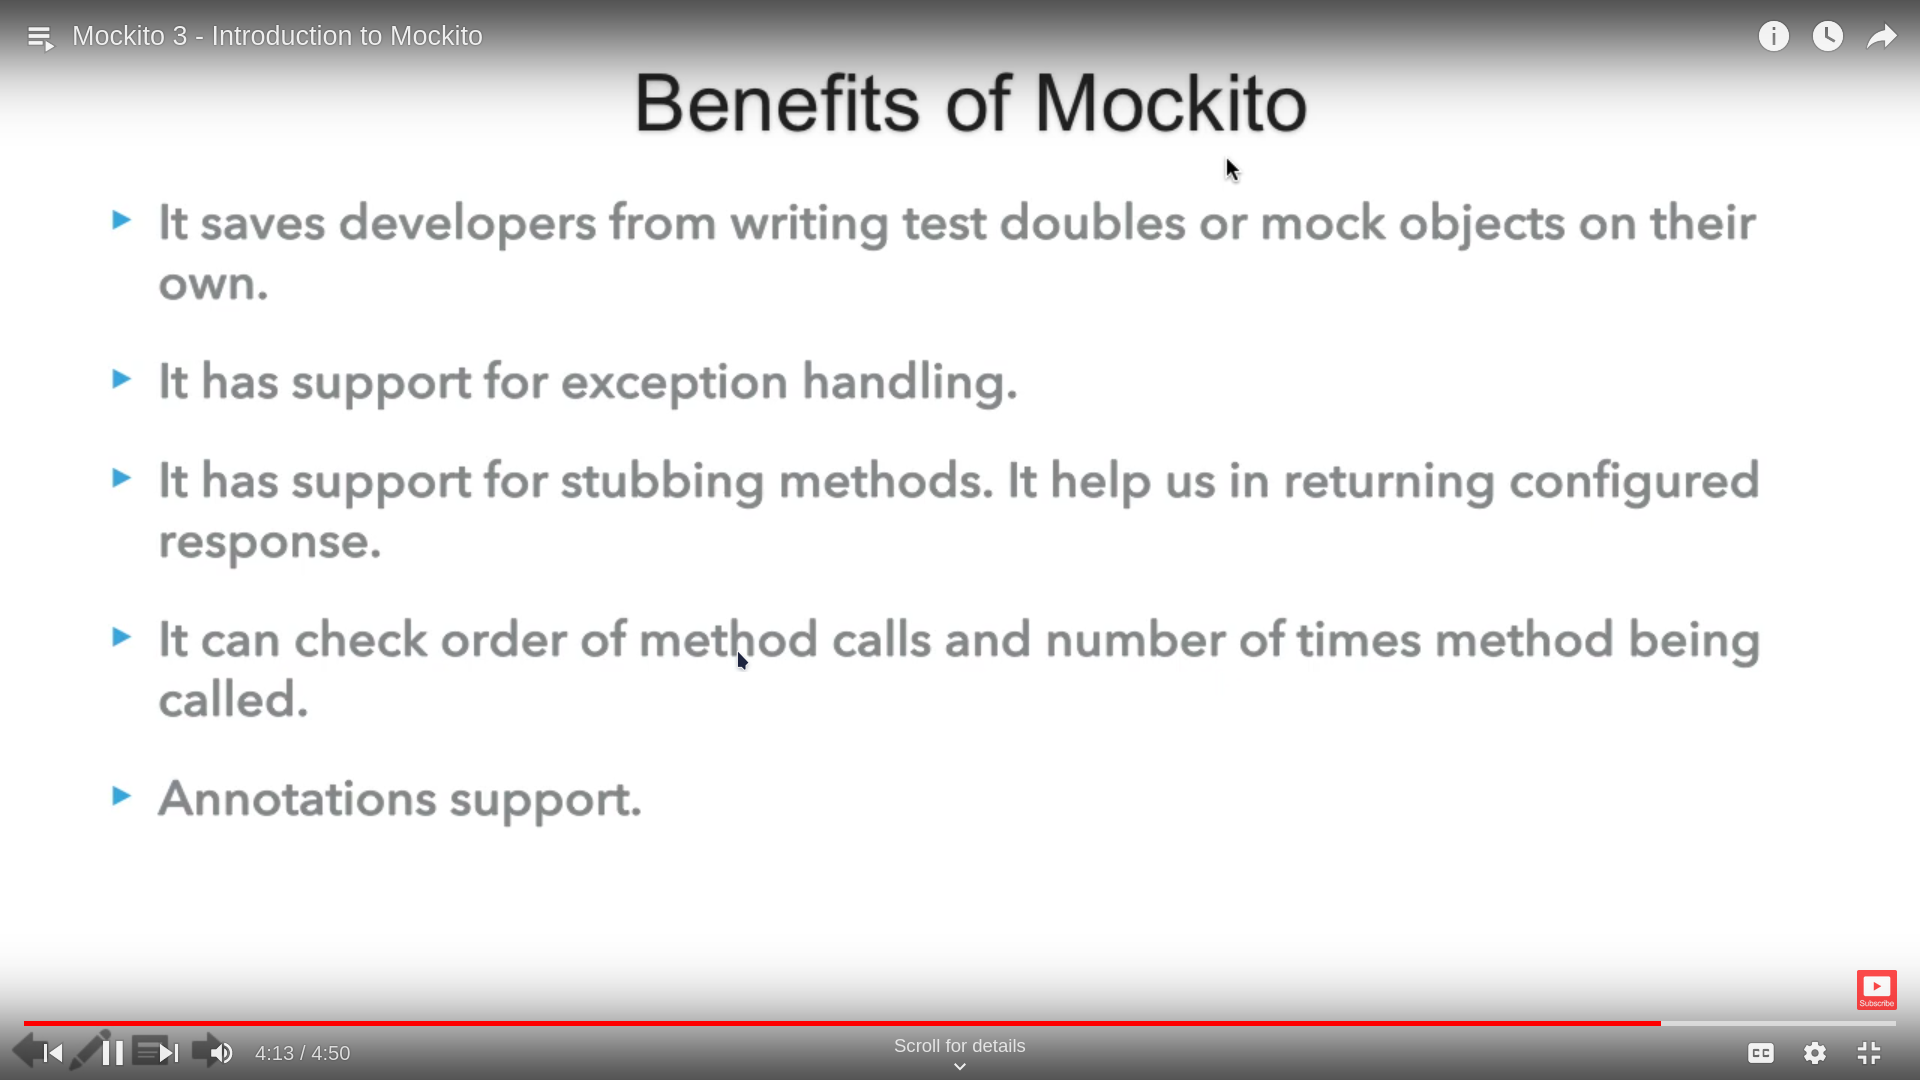 Mockito 3 - Introduction to Mockito
Benefits of Mockito
It saves developers from writing test doubles or mock objects on their
own.
It has support for exception handling.
It has support for stubbing methods. It help us in returning configured
response.
It can check order of method calls and number of times method being
called.
Annotations support.
Subscribe
4:13 / 4:50
Scroll for details
CC